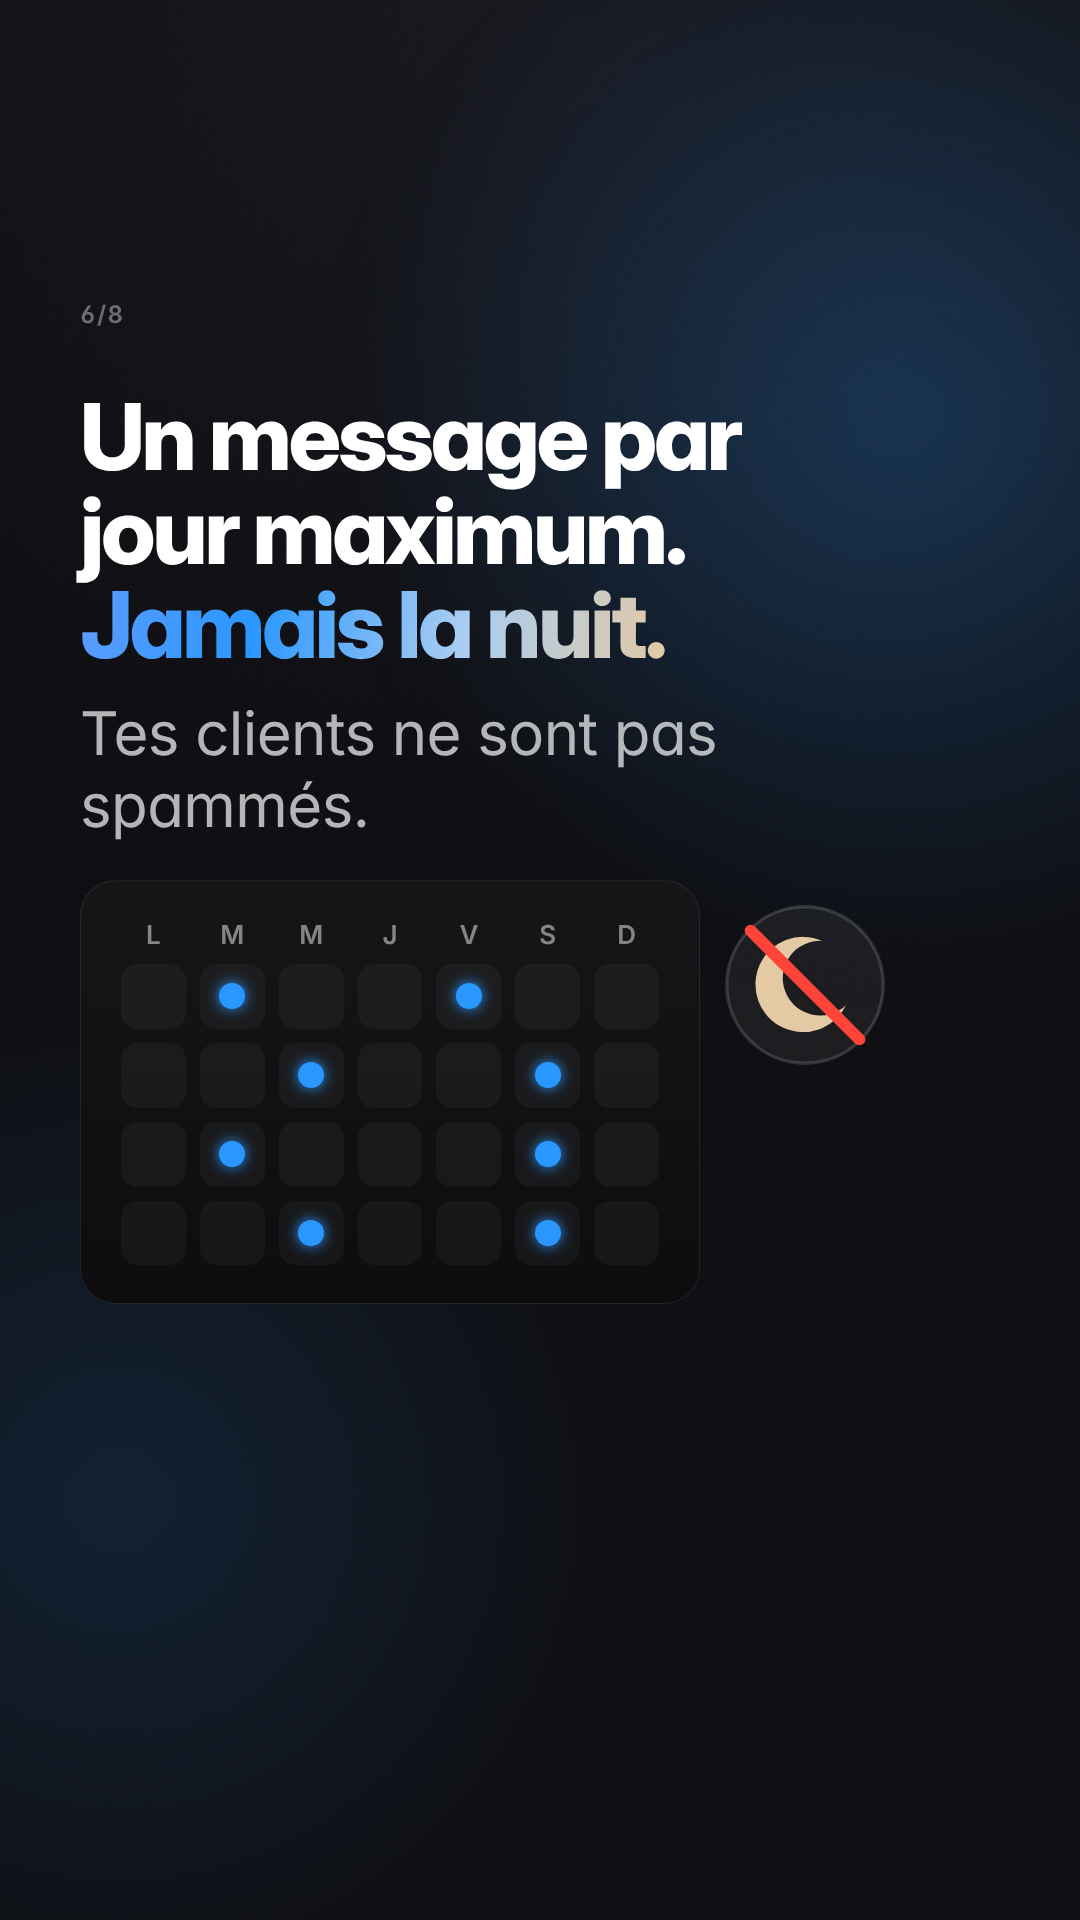 6/8
Un message par
jour maximum.
Jamais la nuit.
Tes clients ne sont pas
spammés.
L M M J V S D